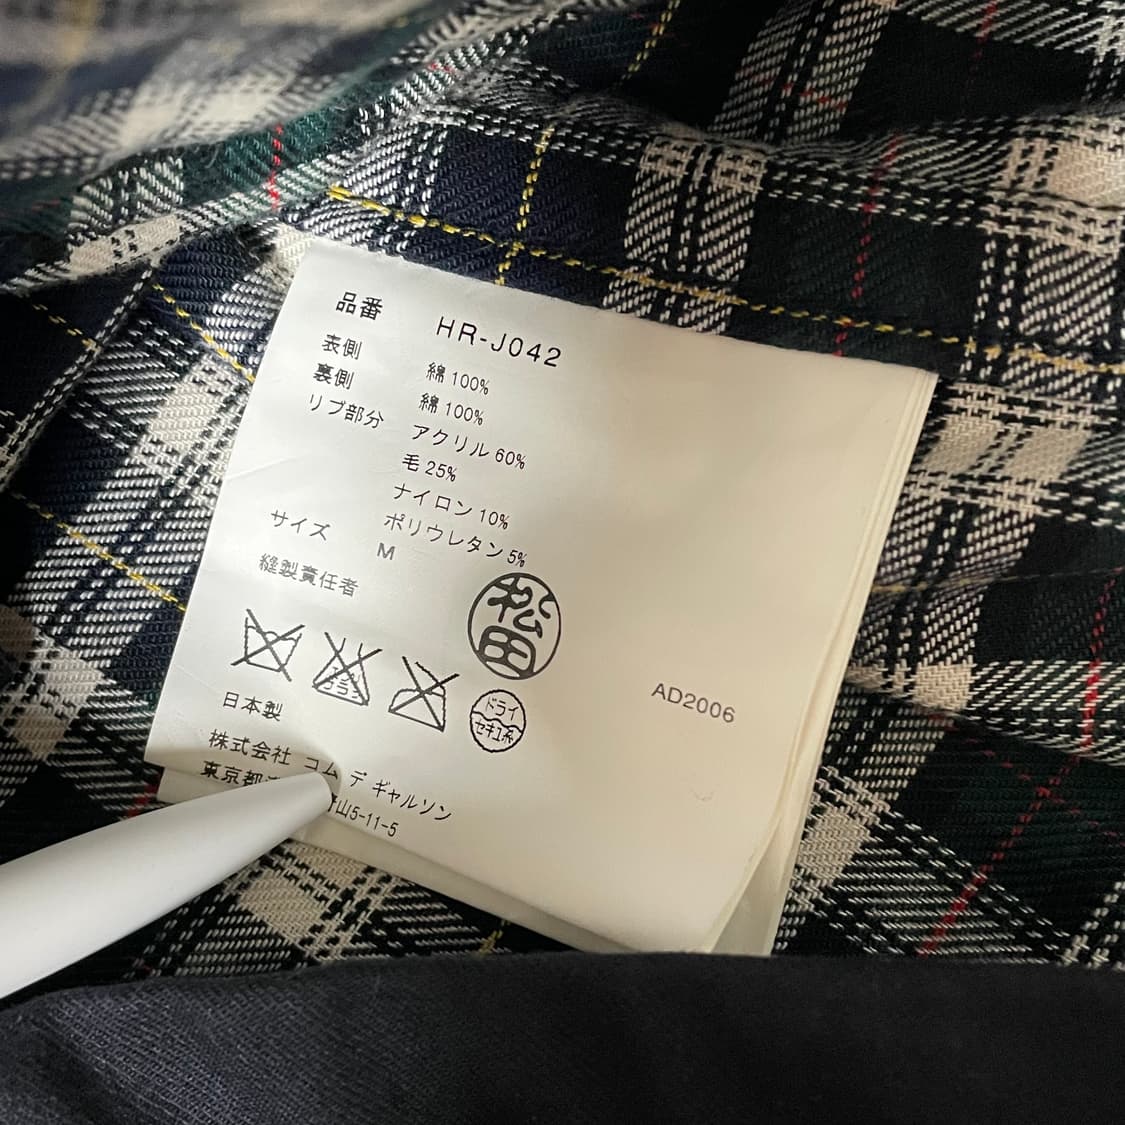 品番 HR-J042
表側 綿 100%
裏側 綿 100%
リブ部分 アクリル 60%
毛 25%
ナイロン 10%
ポリウレタン 5%
サイズ M
縫製責任者
松田
ドライ
セキユ系
AD2006
日本製
株式会社 コム デ ギャルソン
東京都 山5-11-5